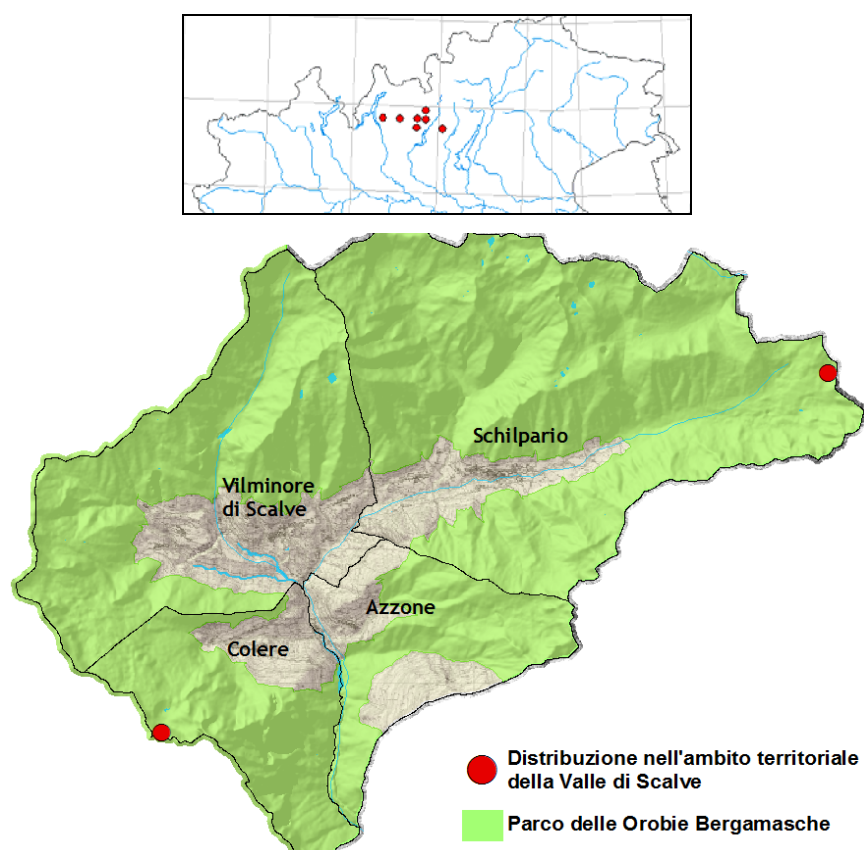 Schilpario
Vilminore
di Scalve
Azzone
Colere
Distribuzione nell'ambito territoriale
della Valle di Scalve
Parco delle Orobie Bergamasche